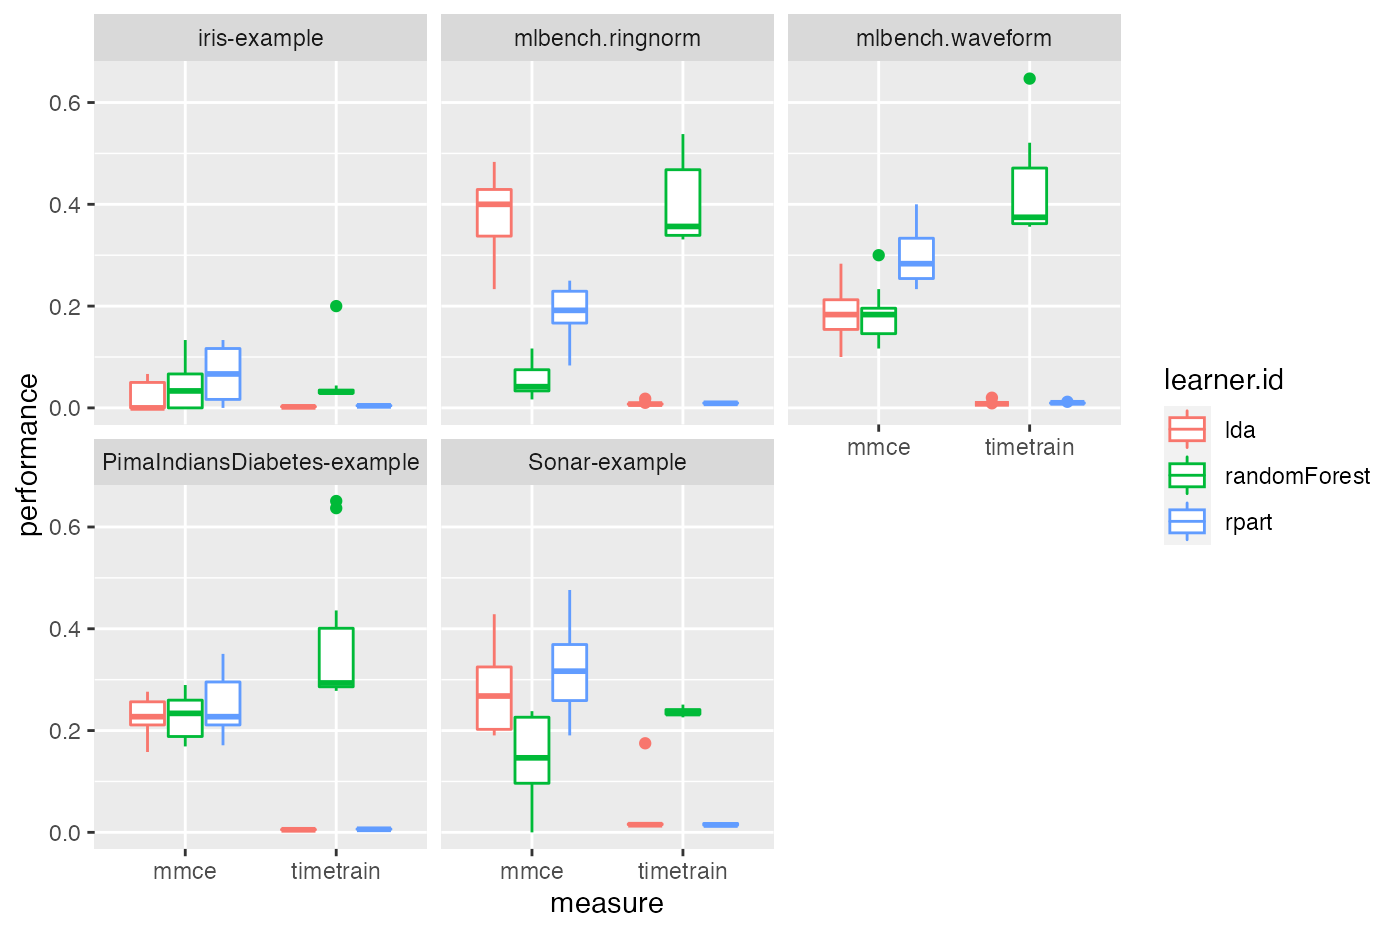 iris-example
mlbench.ringnorm
mlbench.waveform
0.6
0.4
0.2
0.0
mmce
timetrain
PimaIndiansDiabetes-example
Sonar-example
0.6
0.4
0.2
0.0
mmce
timetrain
mmce
timetrain
measure
performance
learner.id
lda
randomForest
rpart